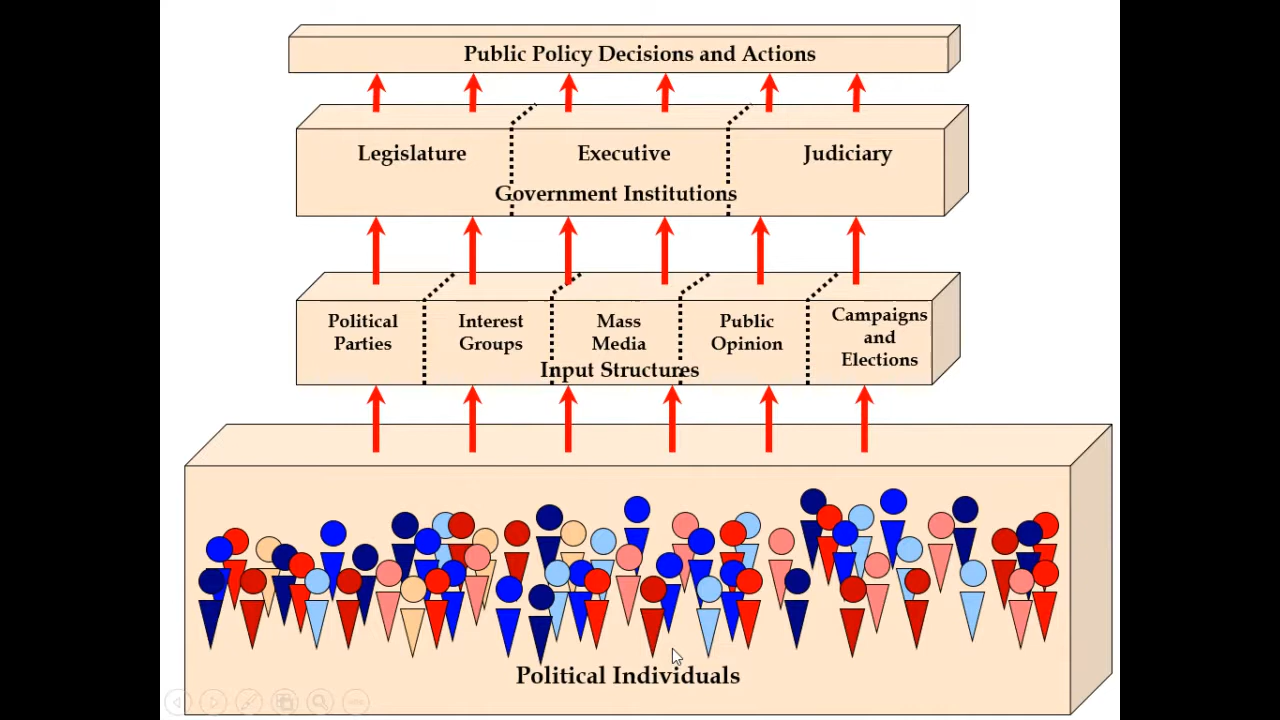 Public Policy Decisions and Actions
Legislature
Executive
Judiciary
Government Institutions
Political
Parties
Interest
Groups
Mass
Media
Public
Opinion
Campaigns
and
Elections
Input Structures
Political Individuals